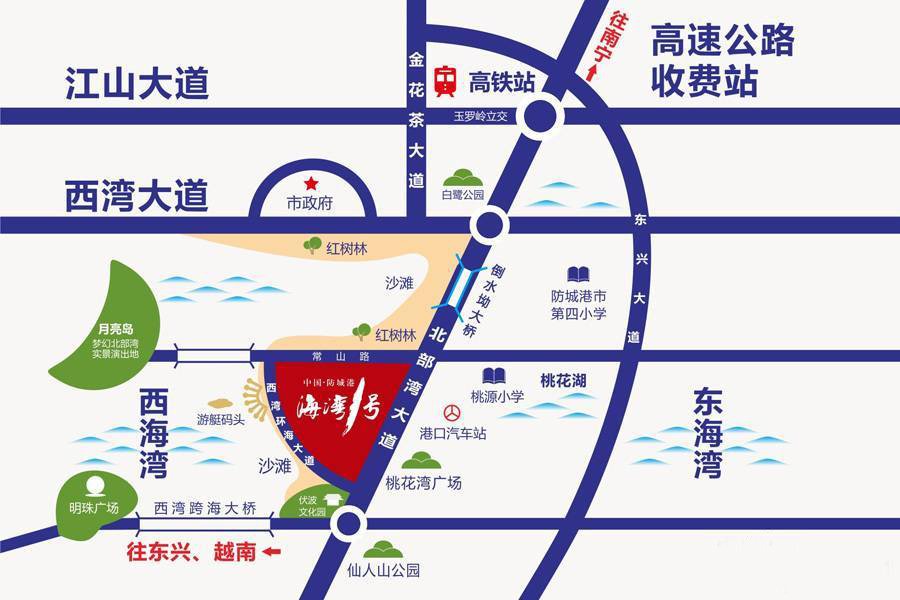 往南宁
高速公路
收费站
江山大道
金花茶大道
高铁站
玉罗岭立交
西湾大道
市政府
白鹭公园
东兴大道
红树林
沙滩
倒水坳大桥
防城港市
第四小学
红树林
月亮岛
梦幻北部湾
实景演出地
常山路
北部湾大道
中国·防城港
海湾1号
西湾环海大道
桃源小学
桃花湖
西海湾
游艇码头
港口汽车站
东海湾
沙滩
桃花湾广场
明珠广场
西湾跨海大桥
伏波
文化园
往东兴、越南
仙人山公园